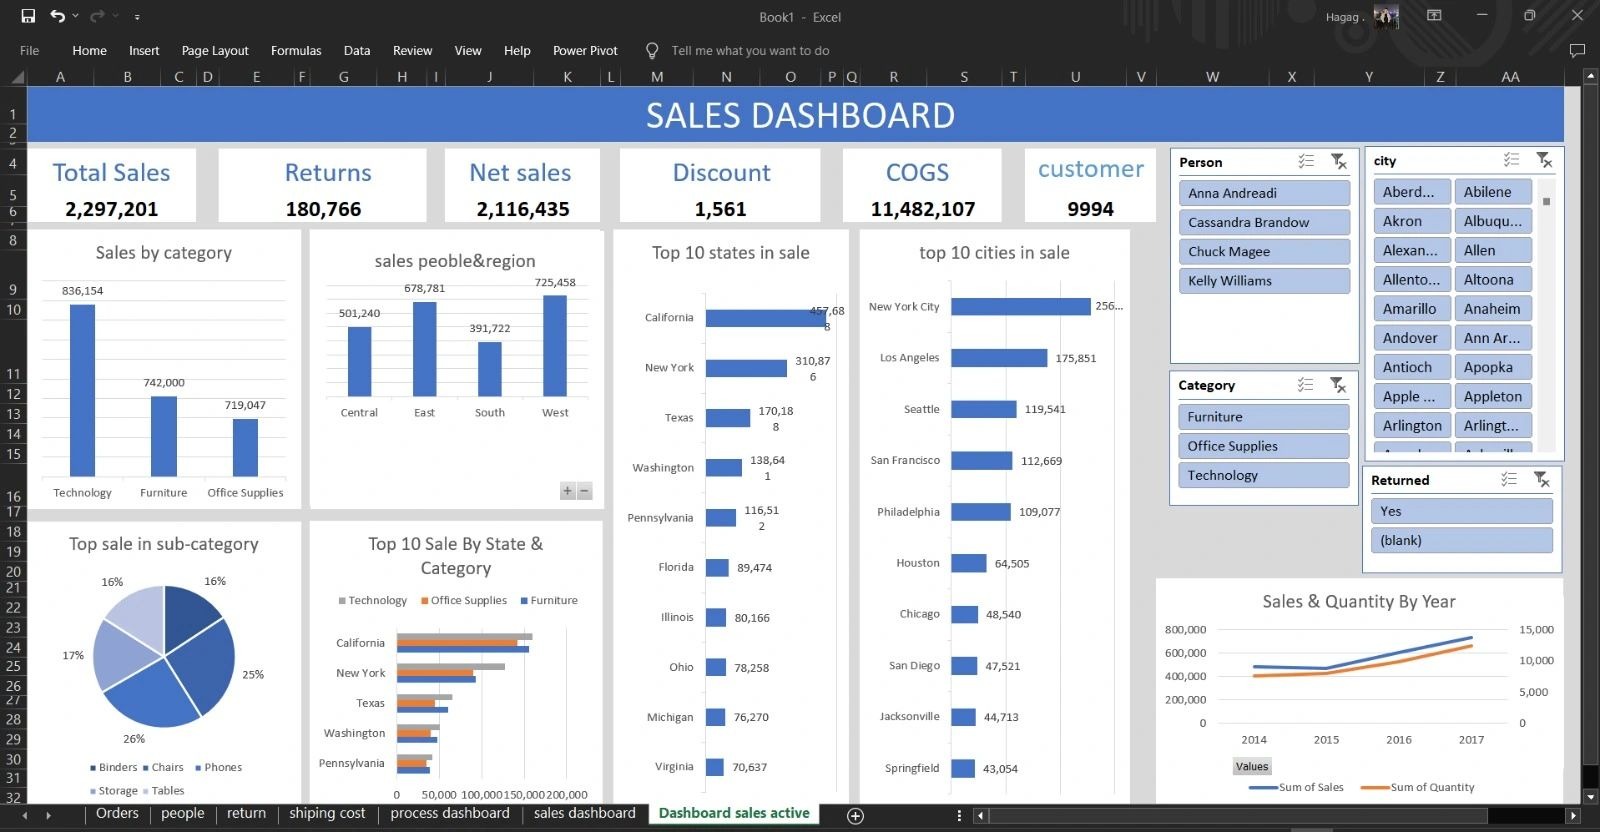 Book1 - Excel
Hagag .
File Home Insert Page Layout Formulas Data Review View Help Power Pivot Tell me what you want to do
A B C D E F G H I J K L M N O P Q R S T U V W X Y Z AA
1
2
4
5
6
8
9
10
11
12
13
14
15
16
17
18
19
20
21
22
23
24
25
26
27
28
29
30
31
32
SALES DASHBOARD
Total Sales
2,297,201
Returns
180,766
Net sales
2,116,435
Discount
1,561
COGS
11,482,107
customer
9994
Sales by category
836,154
742,000
719,047
Technology Furniture Office Supplies
sales peoble&region
501,240
678,781
391,722
725,458
Central East South West
+ −
Top sale in sub-category
16% 16%
17% 25%
26%
Binders Chairs Phones
Storage Tables
Top 10 Sale By State &
Category
Technology Office Supplies Furniture
California
New York
Texas
Washington
Pennsylvania
0 50,000 100,000 150,000 200,000
Top 10 states in sale
California 457,68
8
New York 310,87
6
Texas 170,18
8
Washington 138,64
1
Pennsylvania 116,51
2
Florida 89,474
Illinois 80,166
Ohio 78,258
Michigan 76,270
Virginia 70,637
top 10 cities in sale
New York City 256...
Los Angeles 175,851
Seattle 119,541
San Francisco 112,669
Philadelphia 109,077
Houston 64,505
Chicago 48,540
San Diego 47,521
Jacksonville 44,713
Springfield 43,054
Person
Anna Andreadi
Cassandra Brandow
Chuck Magee
Kelly Williams
Category
Furniture
Office Supplies
Technology
city
Aberd... Abilene
Akron Albuqu...
Alexan... Allen
Allento... Altoona
Amarillo Anaheim
Andover Ann Ar...
Antioch Apopka
Apple ... Appleton
Arlington Arlingt...
Returned
Yes
(blank)
Sales & Quantity By Year
800,000 15,000
600,000
10,000
400,000
5,000
200,000
0 0
2014 2015 2016 2017
Values
Sum of Sales Sum of Quantity
Orders people return shiping cost process dashboard sales dashboard Dashboard sales active